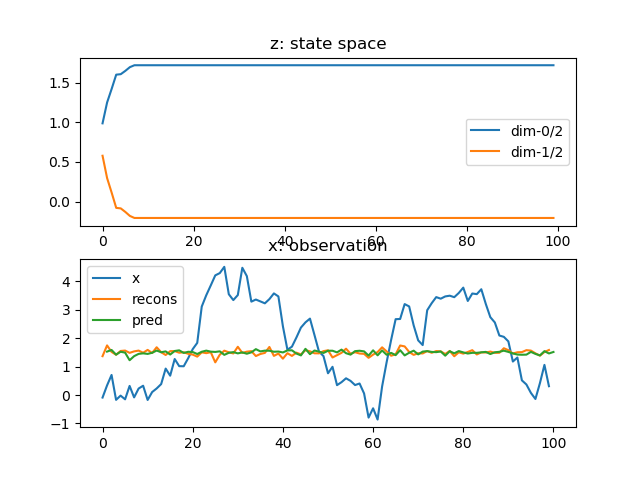 z: state space
1.5
1.0
0.5
0.0
dim-0/2
dim-1/2
0 20 40 60 80 100
x: observation
4
3
2
1
0
−1
x
recons
pred
0 20 40 60 80 100